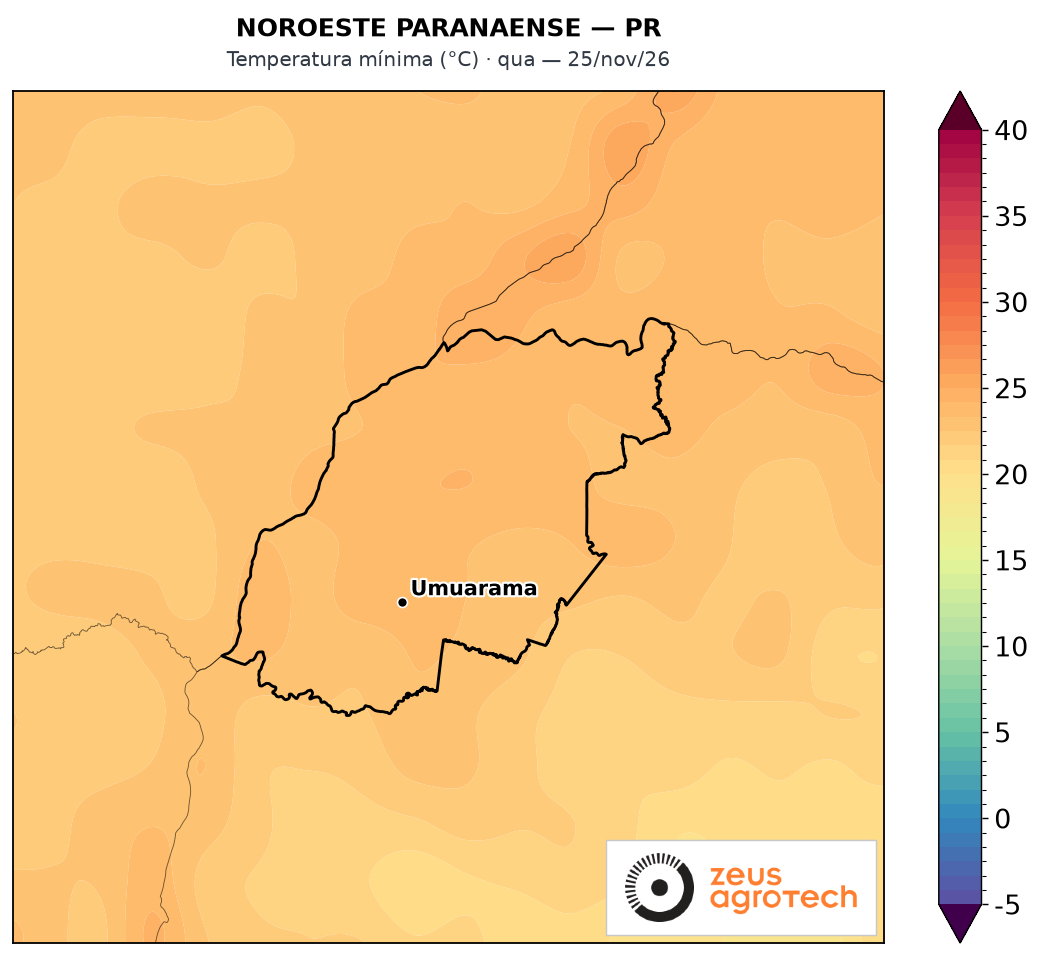 NOROESTE PARANAENSE — PR
Temperatura mínima (°C) · qua — 25/nov/26
40
35
30
25
20
15
10
5
0
-5
Umuarama
zeus
agrotech